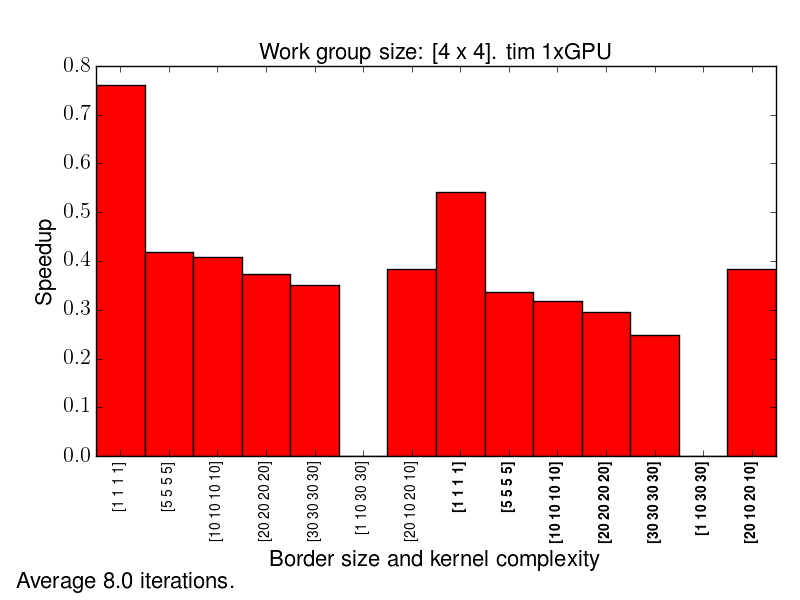 Work group size: [4 x 4]. tim 1xGPU
Speedup
0.8
0.7
0.6
0.5
0.4
0.3
0.2
0.1
0.0
[1 1 1 1]
[5 5 5 5]
[10 10 10 10]
[20 20 20 20]
[30 30 30 30]
[1 10 30 30]
[20 10 20 10]
[1 1 1 1]
[5 5 5 5]
[10 10 10 10]
[20 20 20 20]
[30 30 30 30]
[1 10 30 30]
[20 10 20 10]
Border size and kernel complexity
Average 8.0 iterations.